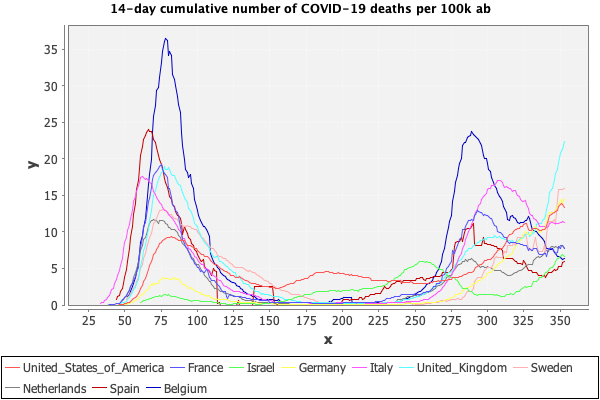 14-day cumulative number of COVID-19 deaths per 100k ab
35
30
25
20
15
10
5
0
y
25 50 75 100 125 150 175 200 225 250 275 300 325 350
x
United_States_of_America France Israel Germany Italy United_Kingdom Sweden
Netherlands Spain Belgium